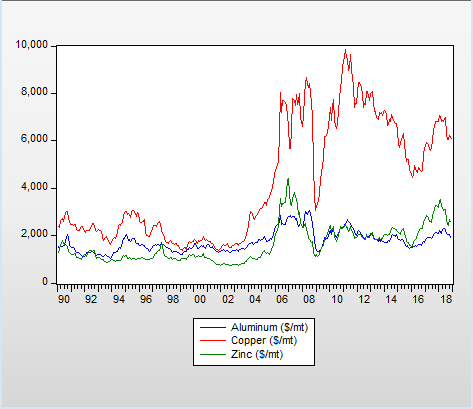 10,000
8,000
6,000
4,000
2,000
0
90 92 94 96 98 00 02 04 06 08 10 12 14 16 18
Aluminum ($/mt)
Copper ($/mt)
Zinc ($/mt)